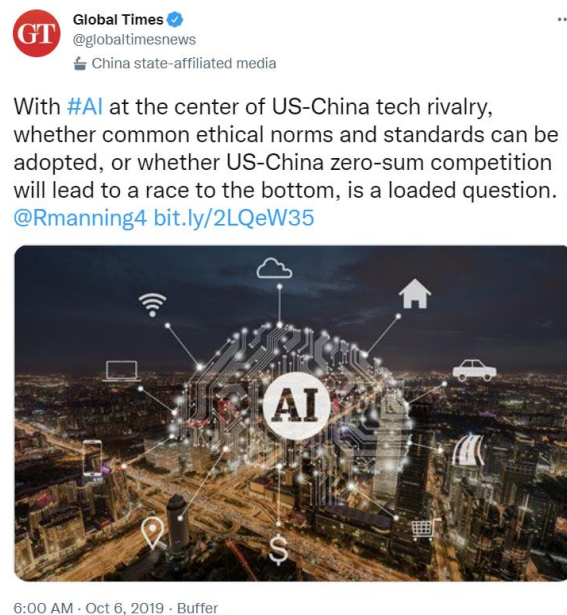 GT
Global Times
@globaltimesnews
China state-affiliated media
With #AI at the center of US-China tech rivalry,
whether common ethical norms and standards can be
adopted, or whether US-China zero-sum competition
will lead to a race to the bottom, is a loaded question.
@Rmanning4 bit.ly/2LQeW35
AI
$
6:00 AM · Oct 6, 2019 · Buffer